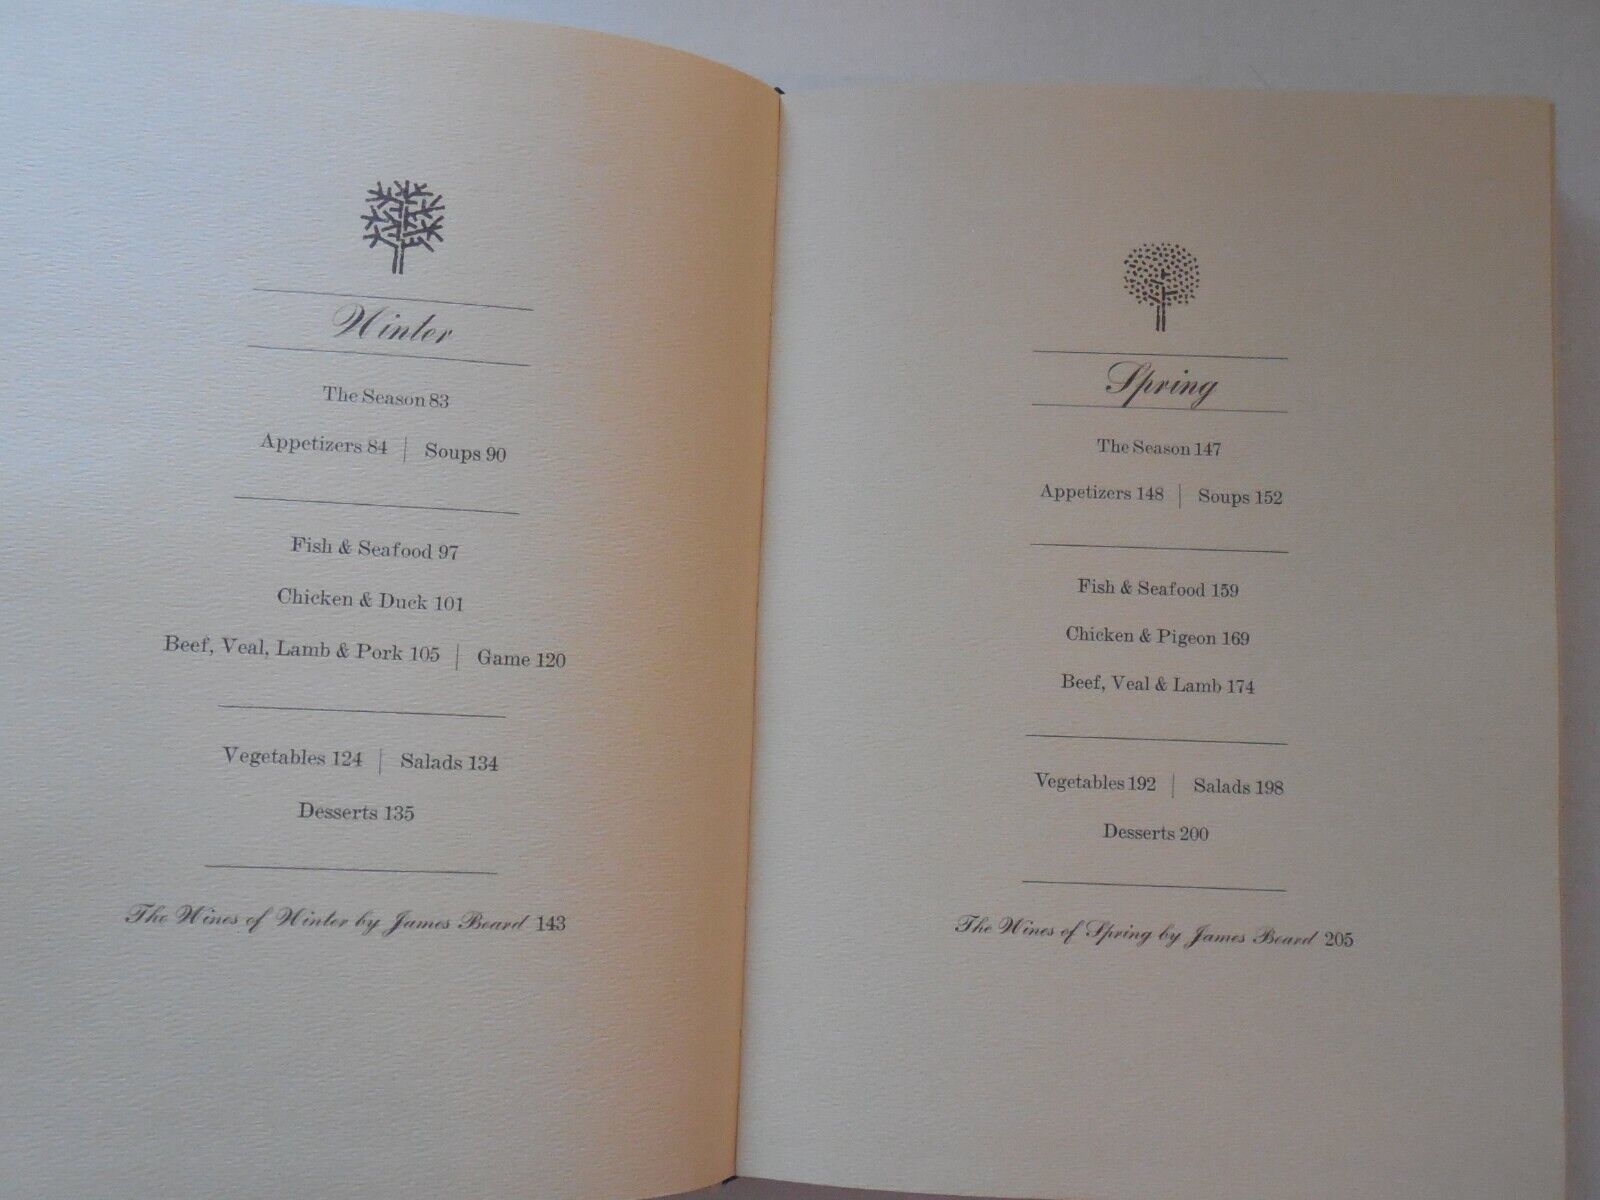 Winter
The Season 83
Appetizers 84 | Soups 90
Fish & Seafood 97
Chicken & Duck 101
Beef, Veal, Lamb & Pork 105 | Game 120
Vegetables 124 | Salads 134
Desserts 135
The Wines of Winter by James Beard 143
Spring
The Season 147
Appetizers 148 | Soups 152
Fish & Seafood 159
Chicken & Pigeon 169
Beef, Veal & Lamb 174
Vegetables 192 | Salads 198
Desserts 200
The Wines of Spring by James Beard 205